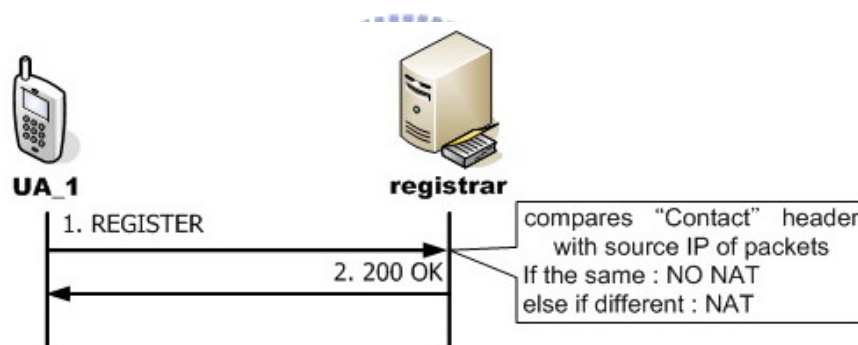 UA_1
registrar
1. REGISTER
2. 200 OK
compares "Contact" header
with source IP of packets
If the same : NO NAT
else if different : NAT